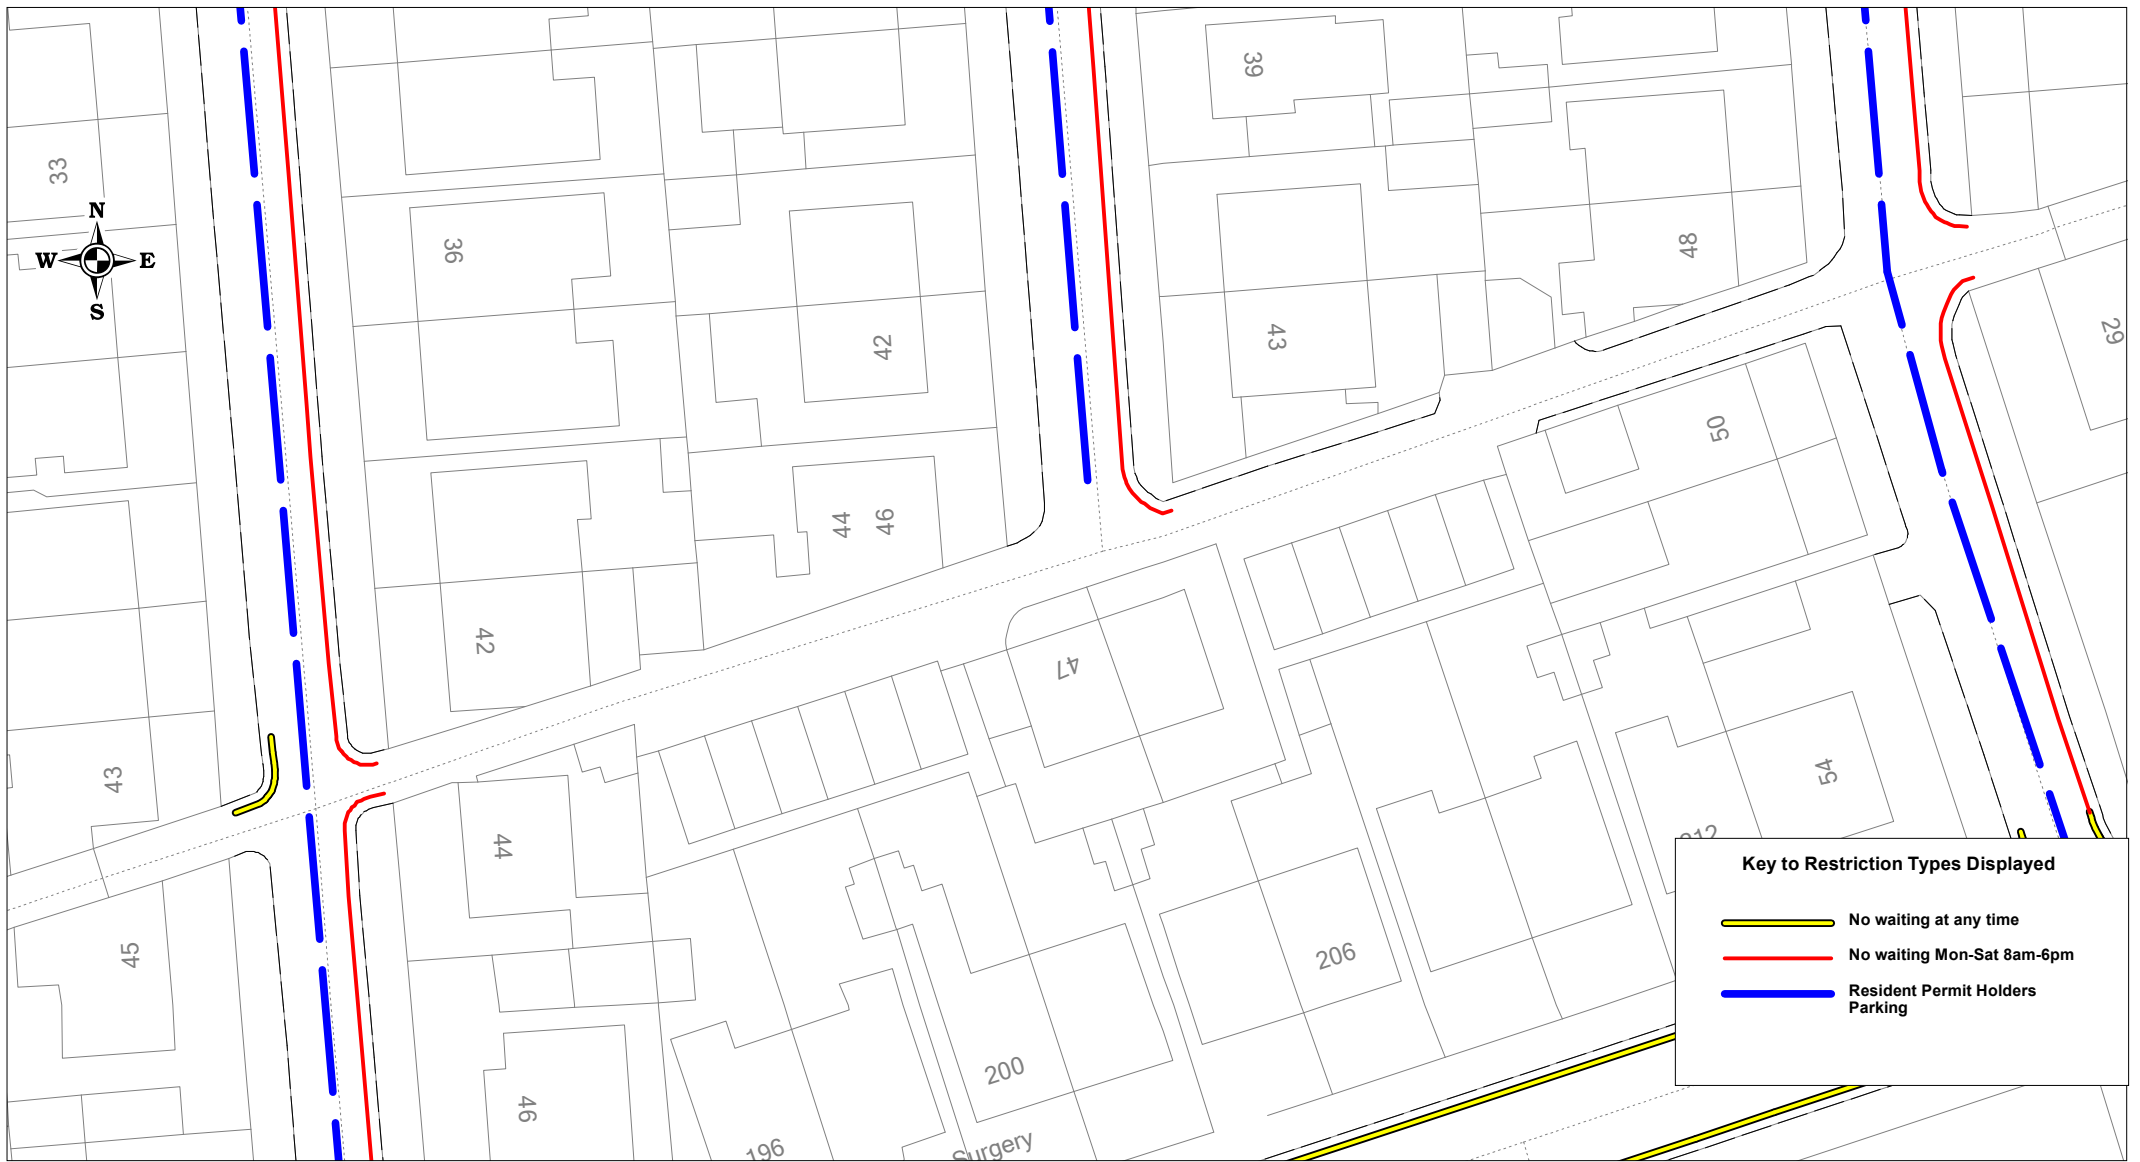 39
33
N
W E
S
36
48
43
42
29
50
44 46
42
47
43
54
44
212
45
206
200
46
196
Surgery
Key to Restriction Types Displayed
No waiting at any time
No waiting Mon-Sat 8am-6pm
Resident Permit Holders
Parking